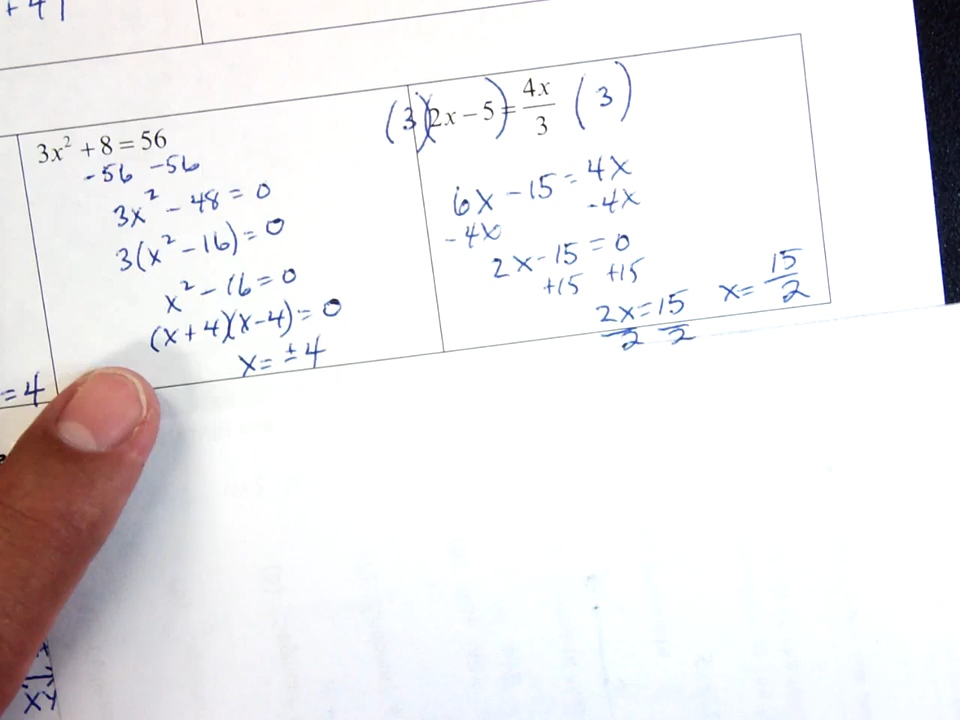 + 41
3x² + 8 = 56
-56 -56
3x² - 48 = 0
3(x² - 16) = 0
x² - 16 = 0
(x+4)(x-4) = 0
x = ±4
(3)(2x - 5) = 4x/3 (3)
6x - 15 = 4x
-4x -4x
2x - 15 = 0
+15 +15
2x = 15
2 2
x = 15/2
= 4